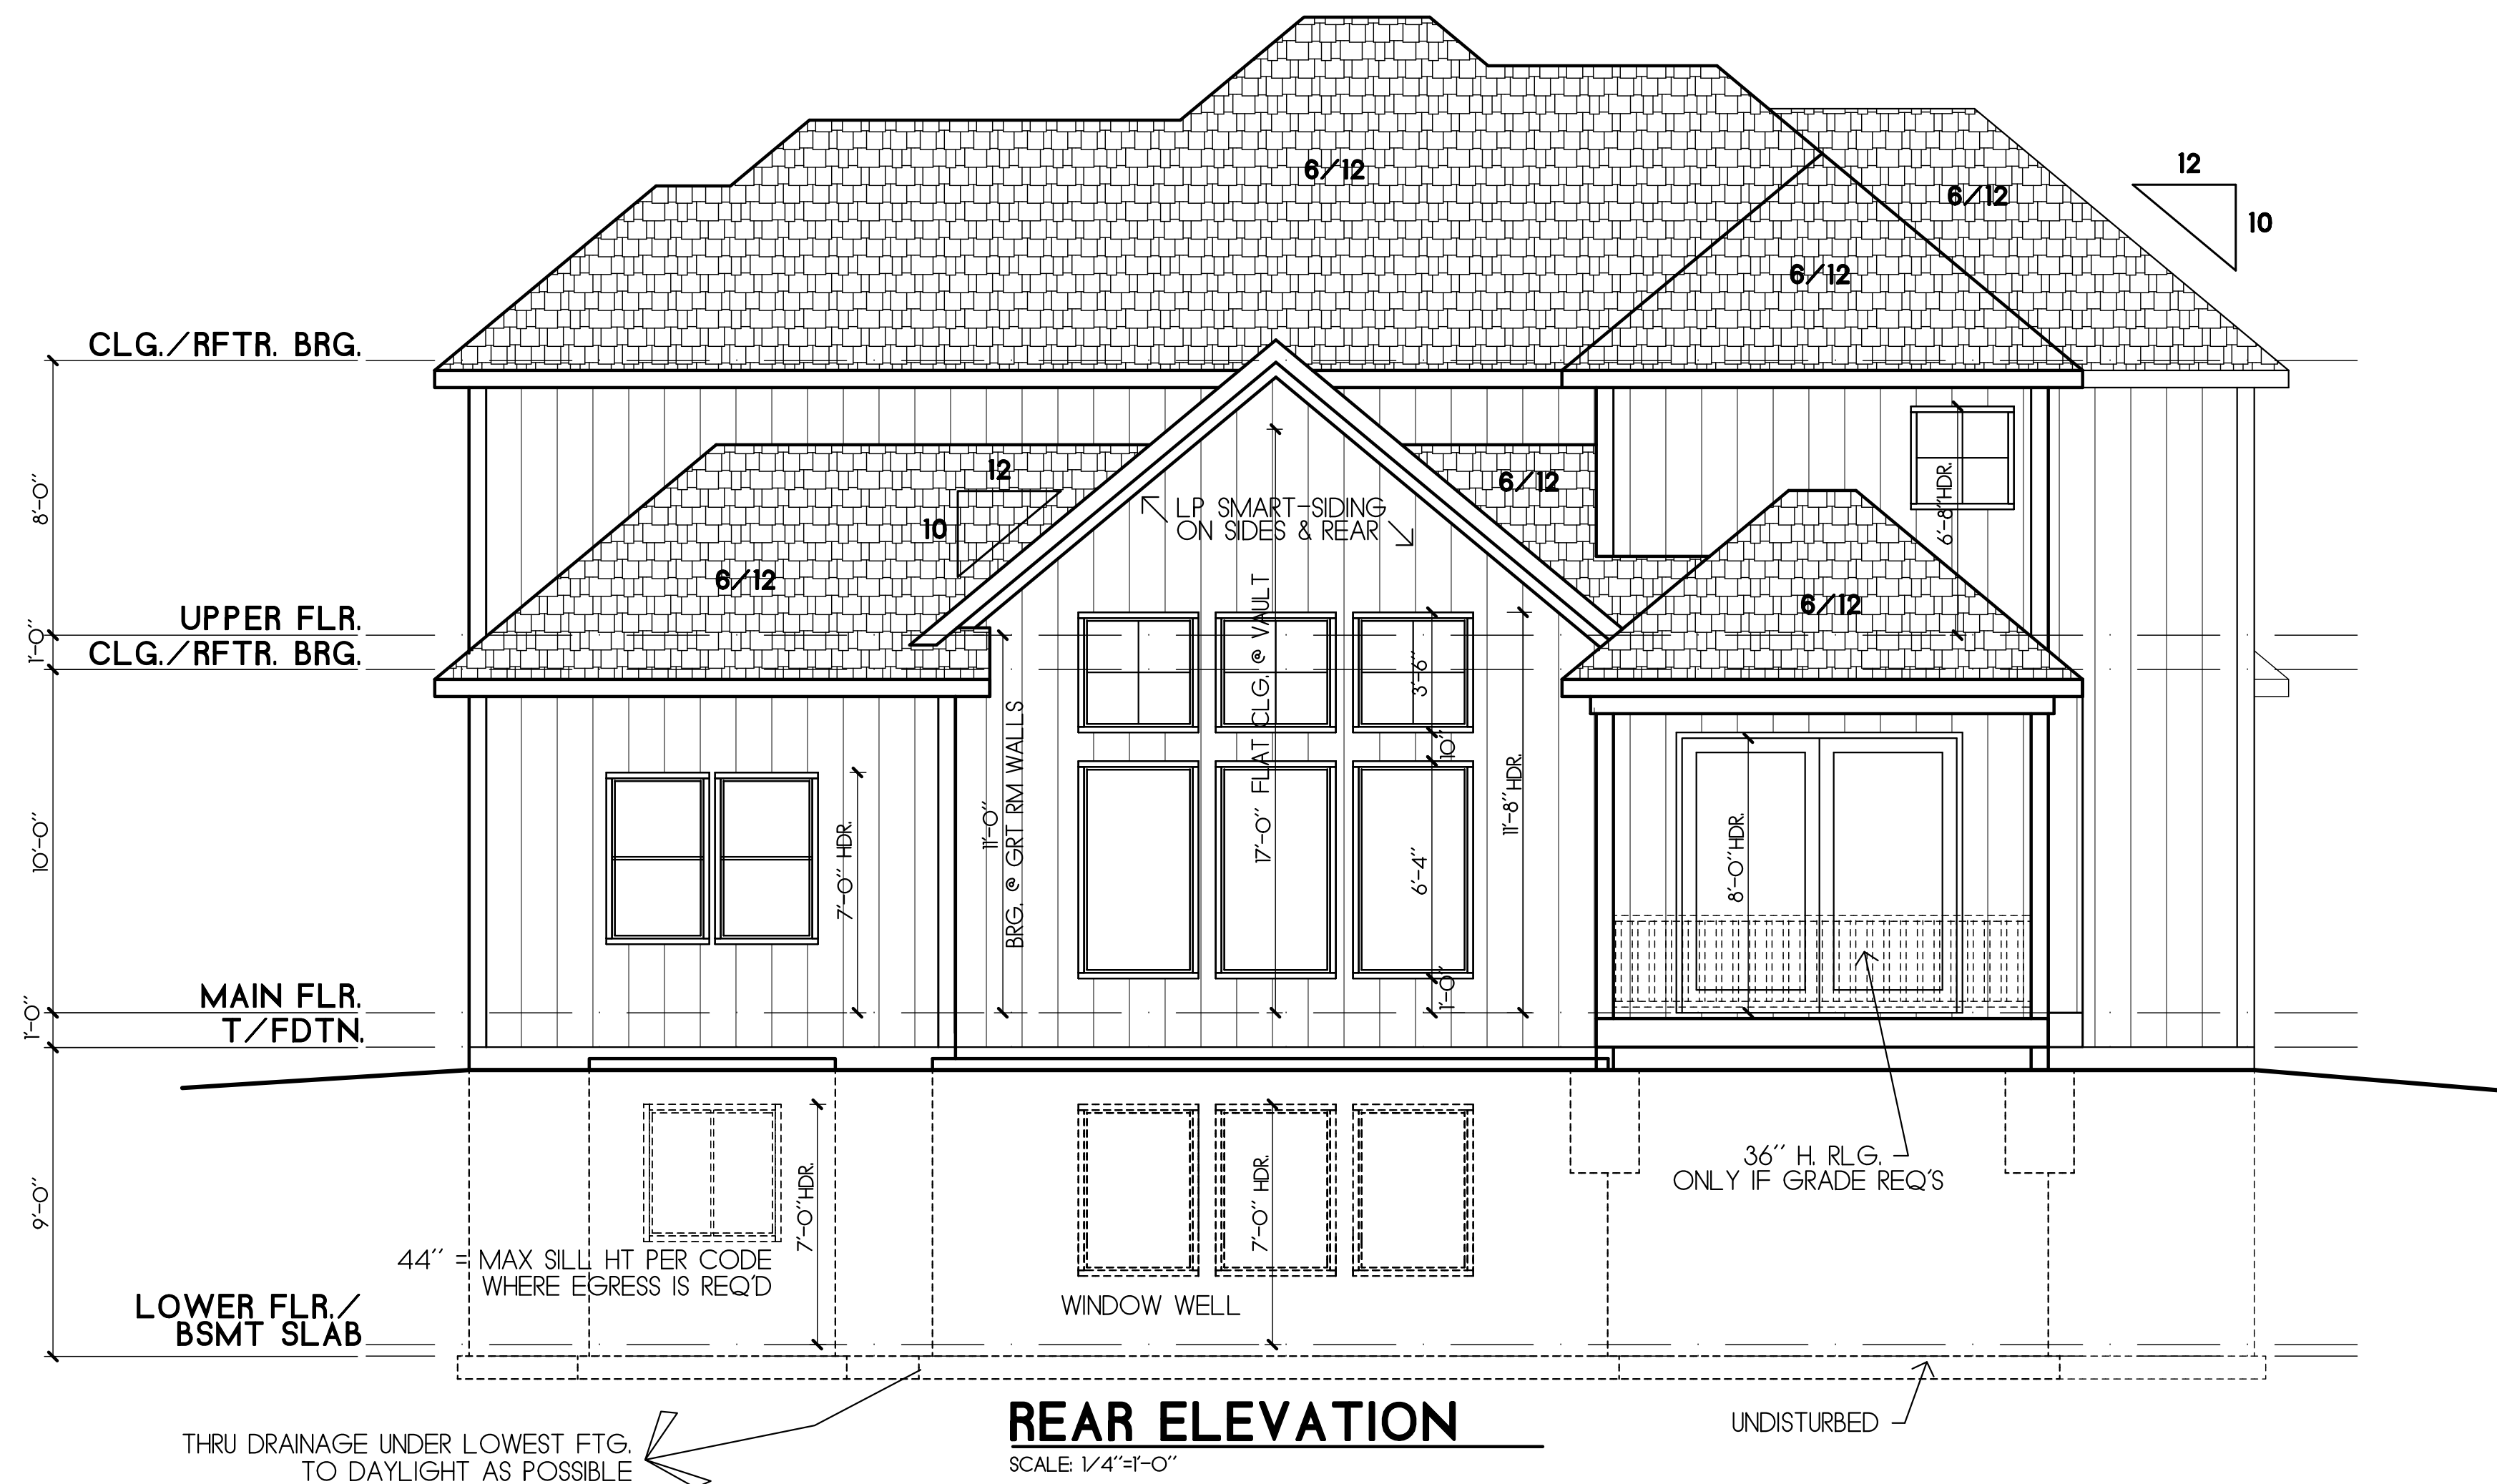 6/12
6/12
12
10
6/12
CLG./RFTR. BRG.
8'-0"
12
10
6/12
6/12
LP SMART-SIDING
ON SIDES & REAR
6'-8"HDR.
6/12
UPPER FLR.
1'-0"
CLG./RFTR. BRG.
6/12
3'-6"
10"
11'-0"
BRG. @ GRT RM WALLS
17'-0" FLAT CLG. @ VAULT
11'-8"HDR.
10'-0"
7'-0" HDR.
6'-4"
8'-0"HDR.
1'-0"
MAIN FLR.
1'-0"
T/FDTN.
9'-0"
7'-0"HDR.
7'-0" HDR.
36" H. RLG.
ONLY IF GRADE REQ'S
44" = MAX SILL HT PER CODE
WHERE EGRESS IS REQ'D
WINDOW WELL
LOWER FLR./
BSMT SLAB
UNDISTURBED
REAR ELEVATION
SCALE: 1/4"=1'-0"
THRU DRAINAGE UNDER LOWEST FTG.
TO DAYLIGHT AS POSSIBLE